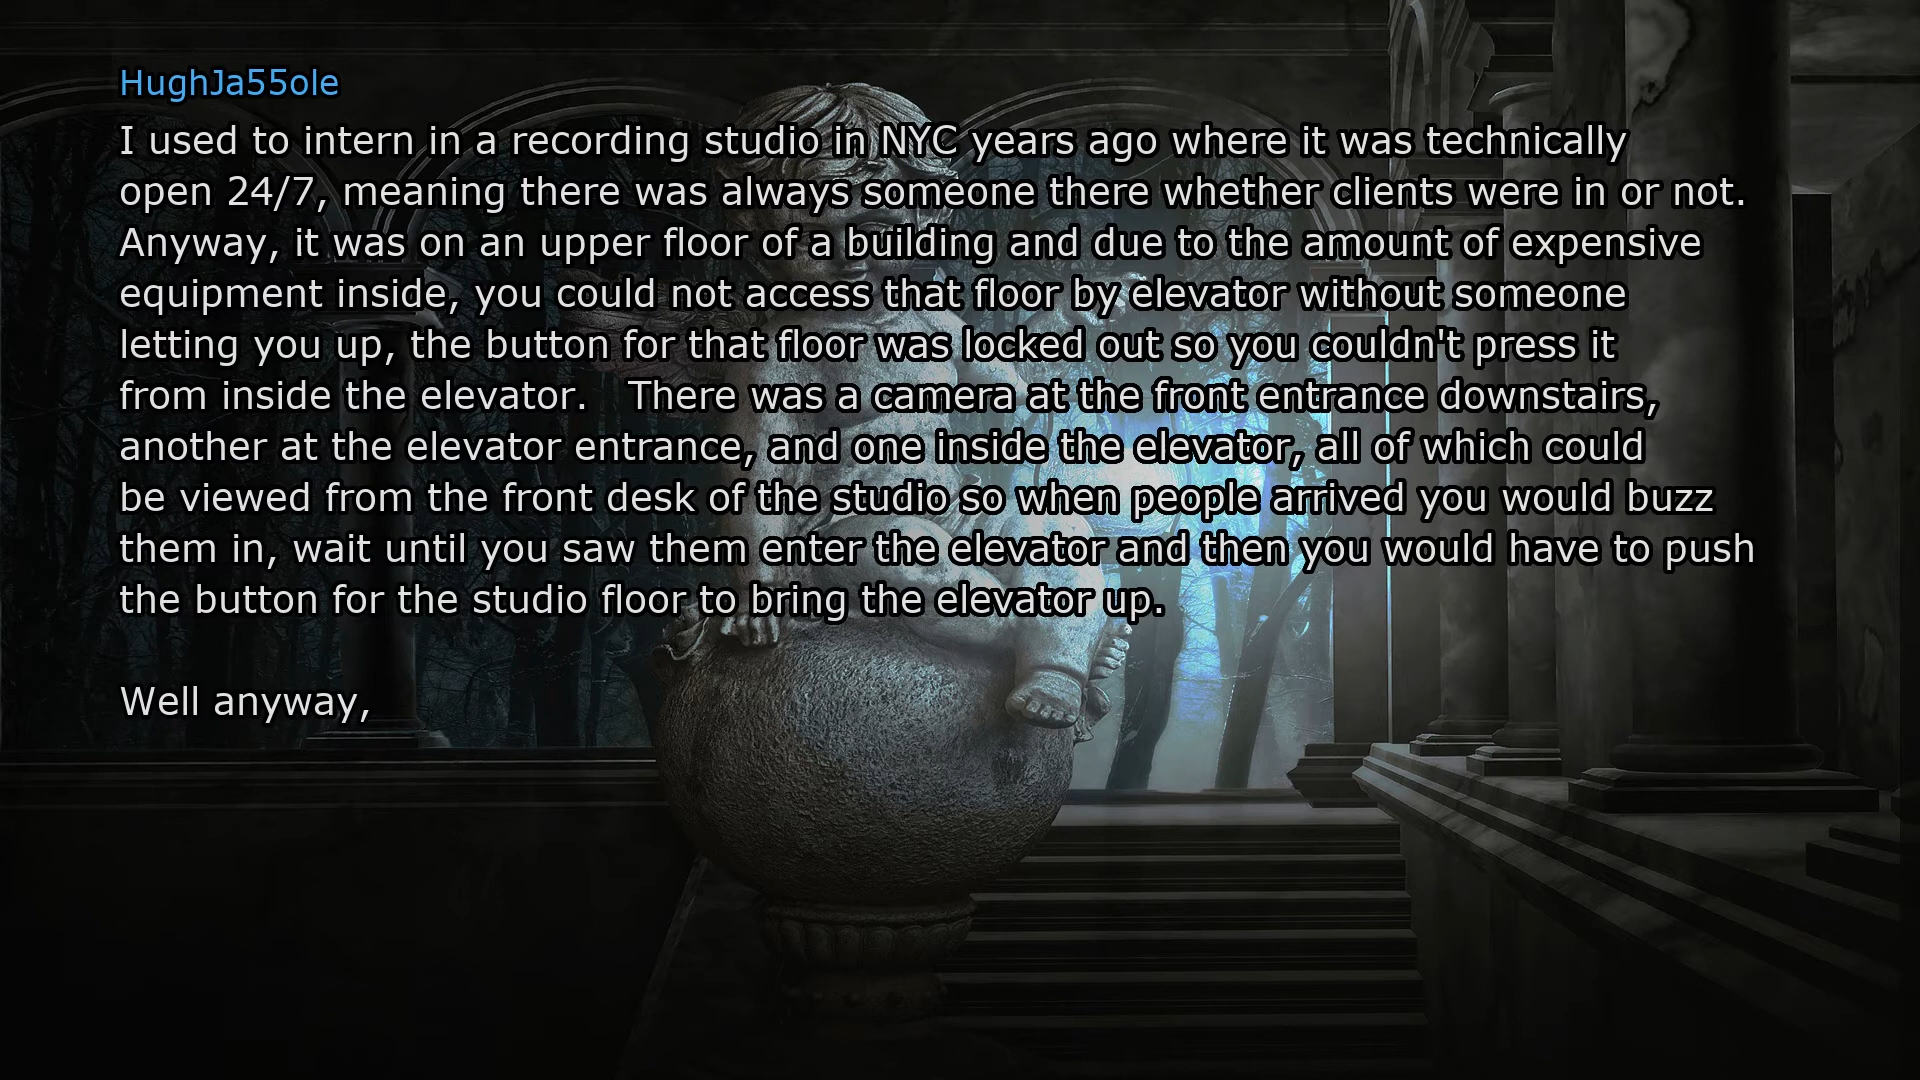 HughJa55ole
I used to intern in a recording studio in NYC years ago where it was technically
open 24/7, meaning there was always someone there whether clients were in or not.
Anyway, it was on an upper floor of a building and due to the amount of expensive
equipment inside, you could not access that floor by elevator without someone
letting you up, the button for that floor was locked out so you couldn't press it
from inside the elevator.   There was a camera at the front entrance downstairs,
another at the elevator entrance, and one inside the elevator, all of which could
be viewed from the front desk of the studio so when people arrived you would buzz
them in, wait until you saw them enter the elevator and then you would have to push
the button for the studio floor to bring the elevator up.
Well anyway,